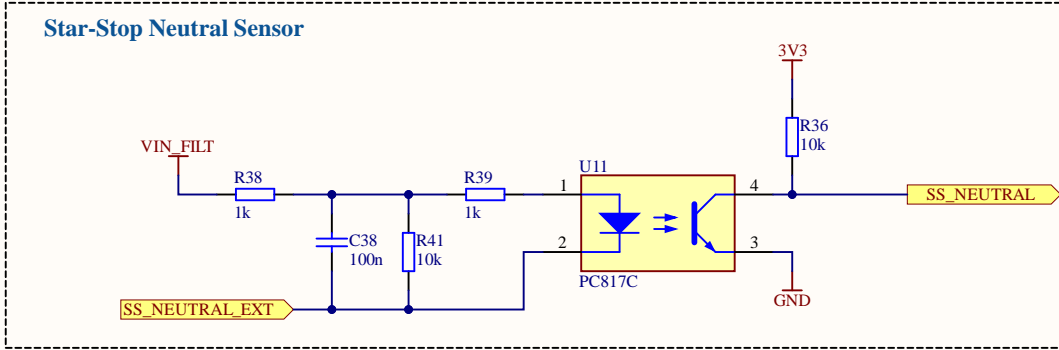 Star-Stop Neutral Sensor
3V3
R36
10k
VIN_FILT
R38
1k
R39
1k
U11
1
2
4
3
PC817C
SS_NEUTRAL
C38
100n
R41
10k
SS_NEUTRAL_EXT
GND